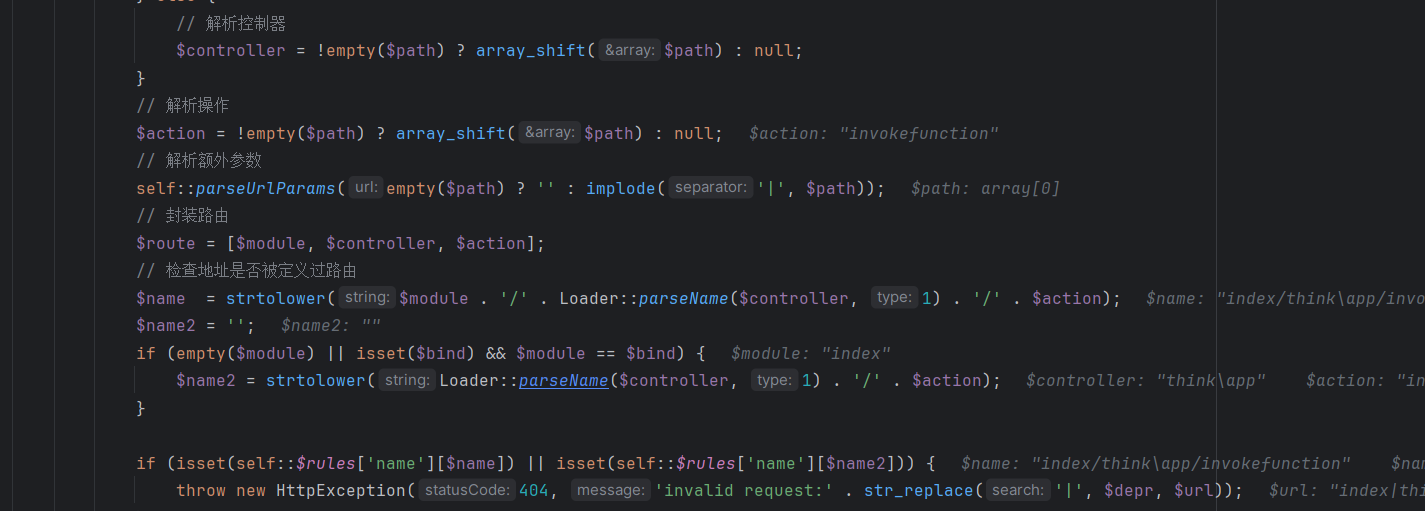 } else {
// 解析控制器
$controller = !empty($path) ? array_shift( &array: $path) : null;
}
// 解析操作
$action = !empty($path) ? array_shift( &array: $path) : null; $action: "invokefunction"
// 解析额外参数
self::parseUrlParams( url: empty($path) ? '' : implode( separator: '|', $path)); $path: array[0]
// 封装路由
$route = [$module, $controller, $action];
// 检查地址是否被定义过路由
$name  = strtolower( string: $module . '/' . Loader::parseName($controller, type: 1) . '/' . $action); $name: "index/think\app/invo
$name2 = ''; $name2: ""
if (empty($module) || isset($bind) && $module == $bind) { $module: "index"
$name2 = strtolower( string: Loader::parseName($controller, type: 1) . '/' . $action); $controller: "think\app" $action: "in
}
if (isset(self::$rules['name'][$name]) || isset(self::$rules['name'][$name2])) { $name: "index/think\app/invokefunction" $na
throw new HttpException( statusCode: 404, message: 'invalid request:' . str_replace( search: '|', $depr, $url)); $url: "index|thi